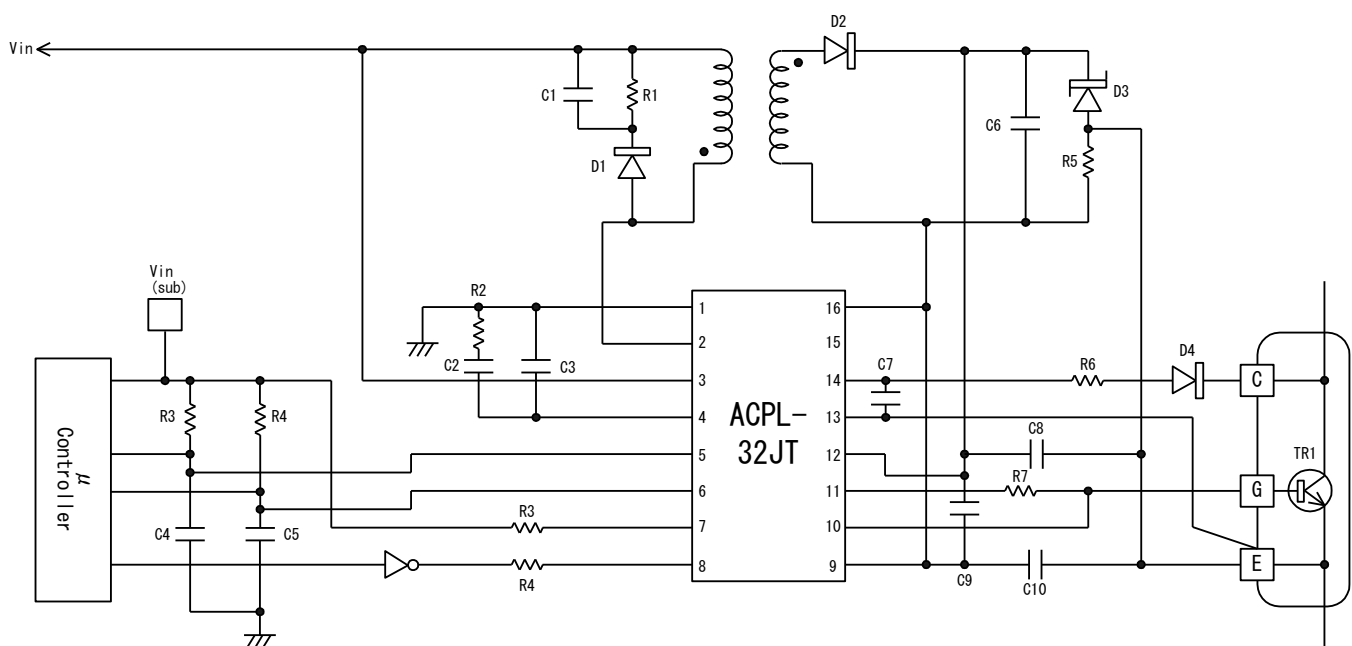 D2
Vin
C1
R1
D3
C6
D1
R5
Vin
(sub)
R2
1
16
C2
C3
2
15
D4
C7
R6
3
14
C
R3
R4
4
ACPL-
32JT
13
C8
TR1
μ
Controller
5
12
R7
6
11
G
C4
C5
R3
7
10
8
9
E
R4
C9
C10